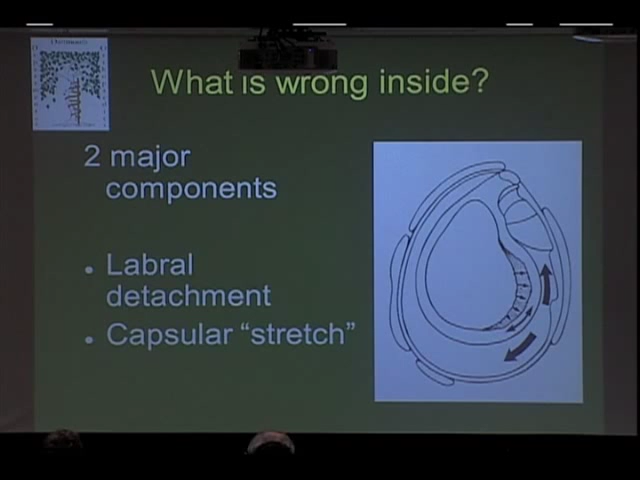 What is wrong inside?
2 major
components
• Labral
detachment
• Capsular “stretch”